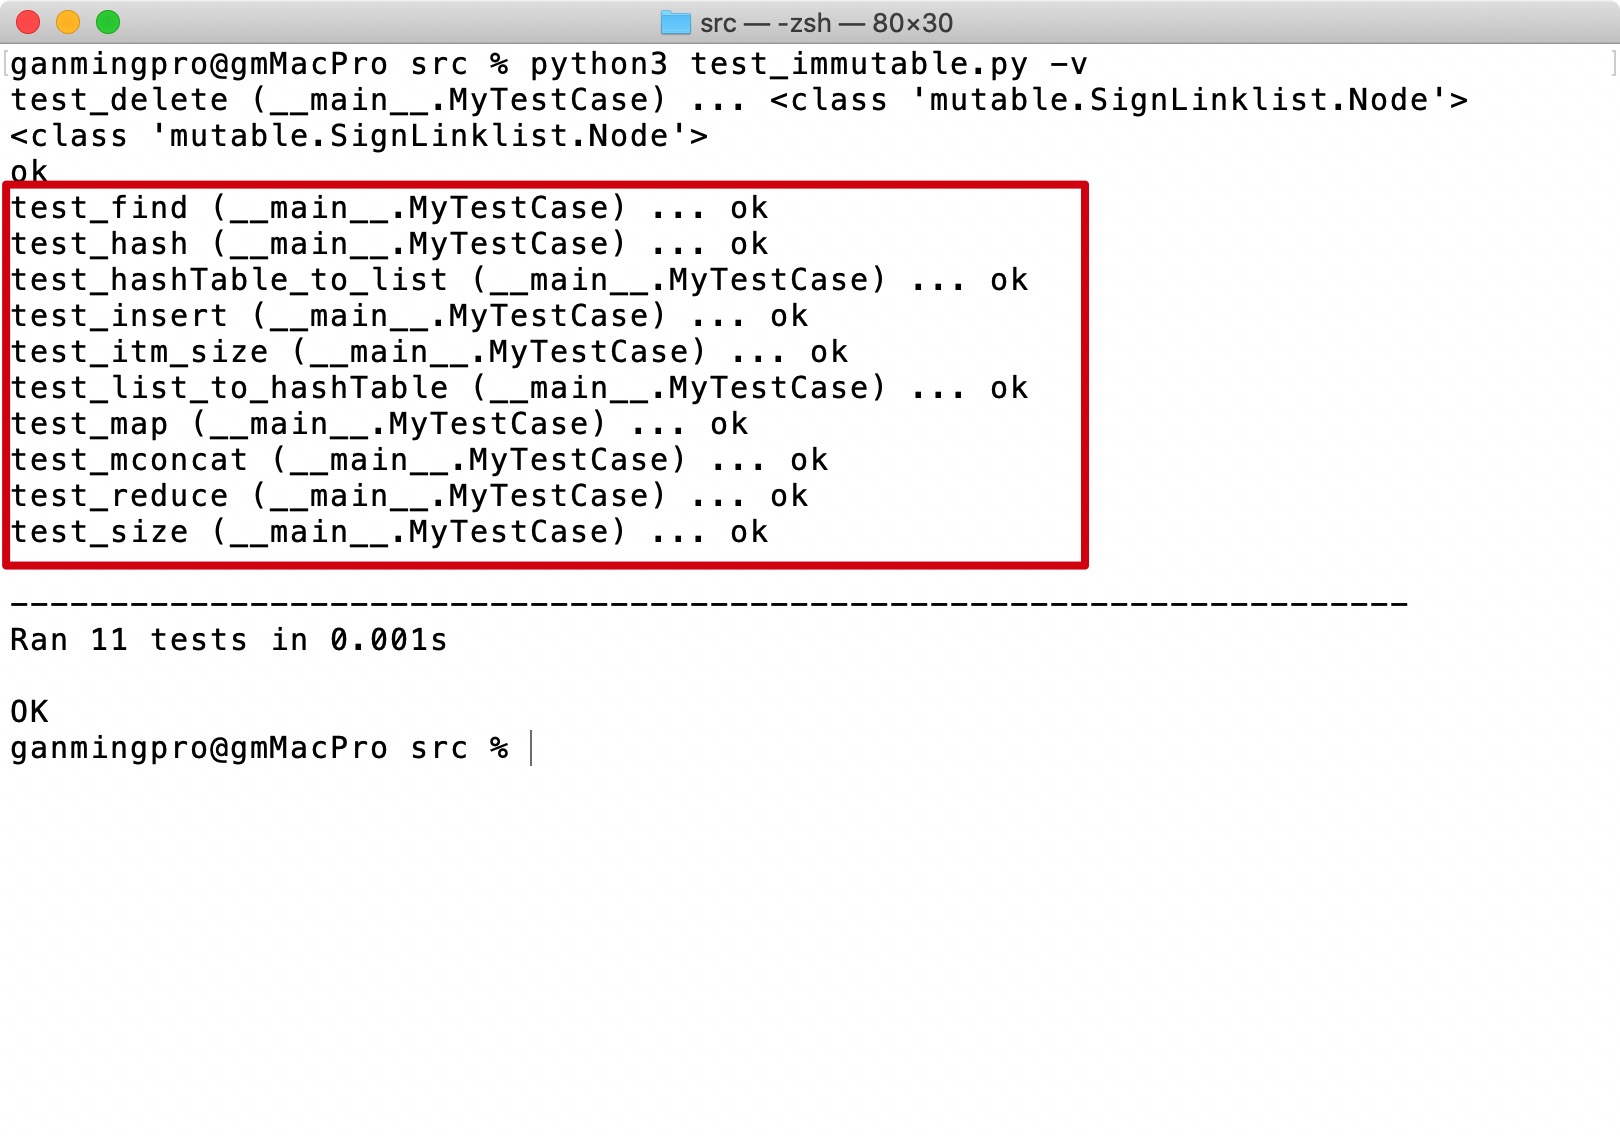 src — -zsh — 80×30
ganmingpro@gmMacPro src % python3 test_immutable.py -v
test_delete (__main__.MyTestCase) ... <class 'mutable.SignLinklist.Node'>
<class 'mutable.SignLinklist.Node'>
ok
test_find (__main__.MyTestCase) ... ok
test_hash (__main__.MyTestCase) ... ok
test_hashTable_to_list (__main__.MyTestCase) ... ok
test_insert (__main__.MyTestCase) ... ok
test_itm_size (__main__.MyTestCase) ... ok
test_list_to_hashTable (__main__.MyTestCase) ... ok
test_map (__main__.MyTestCase) ... ok
test_mconcat (__main__.MyTestCase) ... ok
test_reduce (__main__.MyTestCase) ... ok
test_size (__main__.MyTestCase) ... ok
----------------------------------------------------------------------
Ran 11 tests in 0.001s
OK
ganmingpro@gmMacPro src %